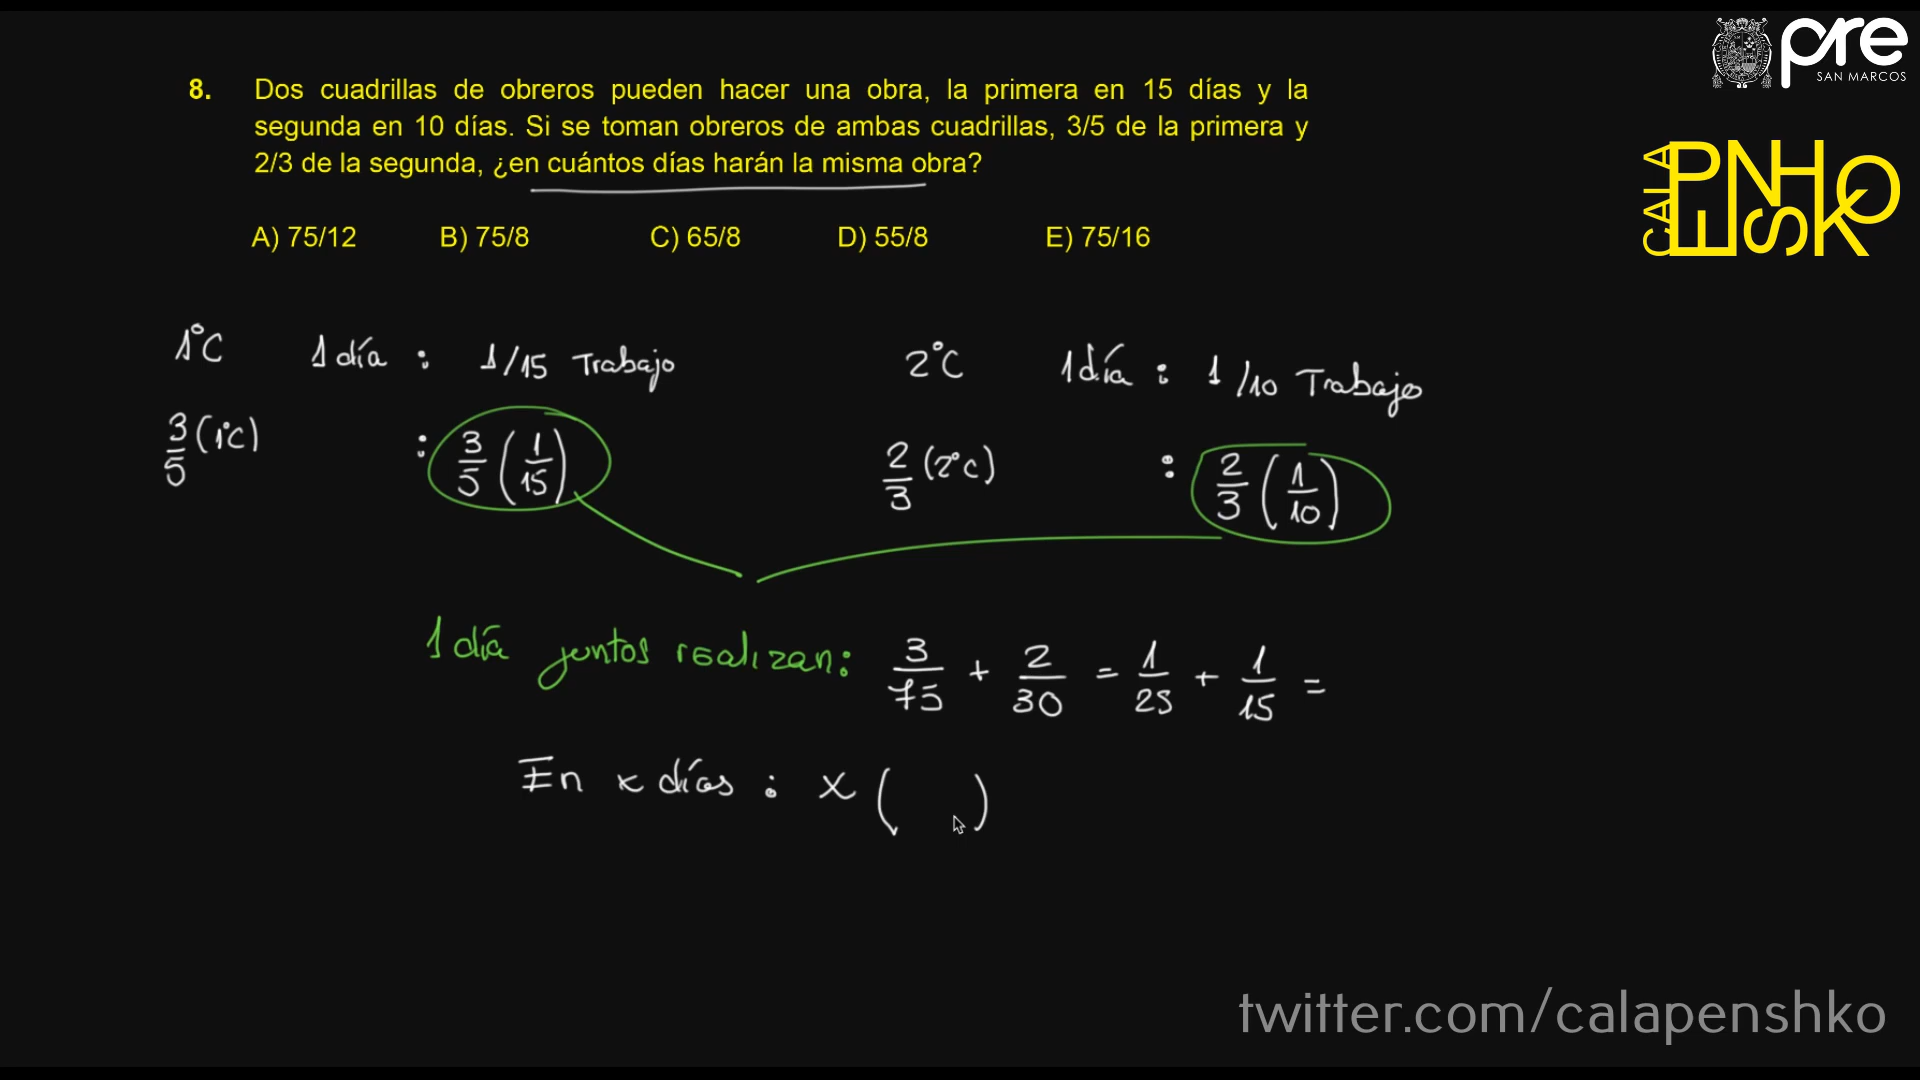 pre
SAN MARCOS
CALA
PENSHKO
8. Dos cuadrillas de obreros pueden hacer una obra, la primera en 15 días y la
segunda en 10 días. Si se toman obreros de ambas cuadrillas, 3/5 de la primera y
2/3 de la segunda, ¿en cuántos días harán la misma obra?
A) 75/12 B) 75/8 C) 65/8 D) 55/8 E) 75/16
1°C 1 día : 1/15 Trabajo 2°C 1 día : 1/10 Trabajo
3/5 (1°C) : 3/5 (1/15) 2/3 (2°C) : 2/3 (1/10)
1 día juntos realizan: 3/75 + 2/30 = 1/25 + 1/15 =
En x días : x ( )
twitter.com/calapenshko